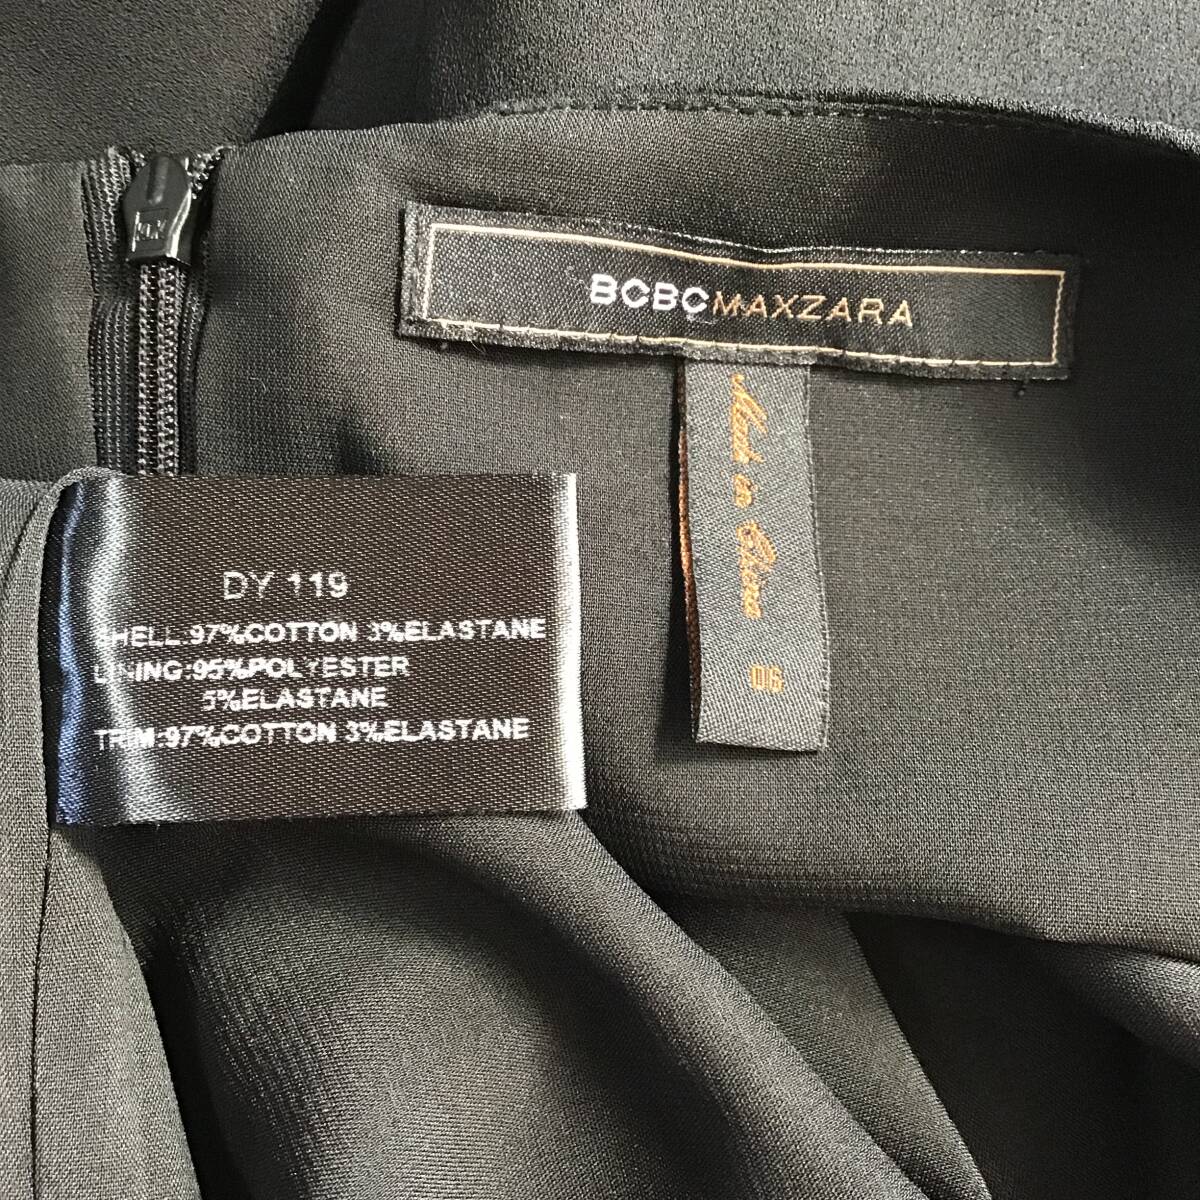 BCBCMAXZARA
Made in China
06
DY 119
SHELL:97%COTTON 3%ELASTANE
LINING:95%POLYESTER
5%ELASTANE
TRIM:97%COTTON 3%ELASTANE